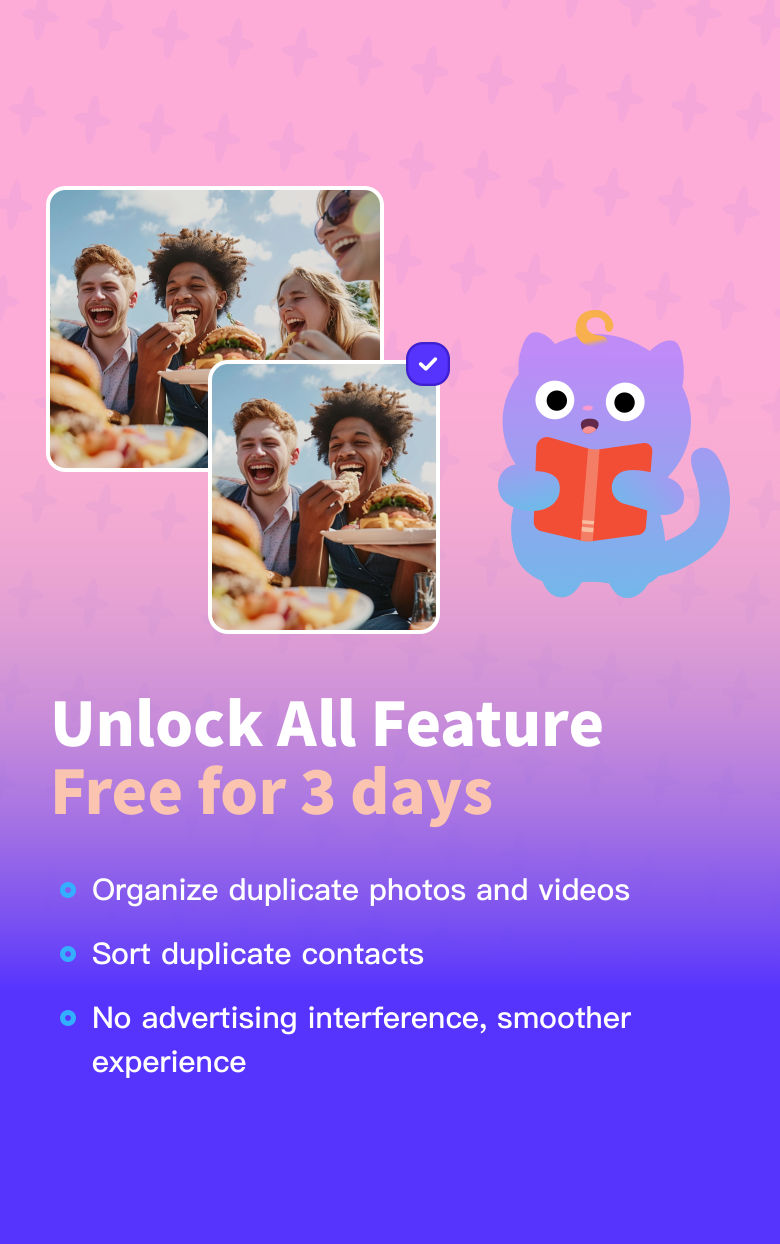 Unlock All Feature
Free for 3 days
Organize duplicate photos and videos
Sort duplicate contacts
No advertising interference, smoother
experience